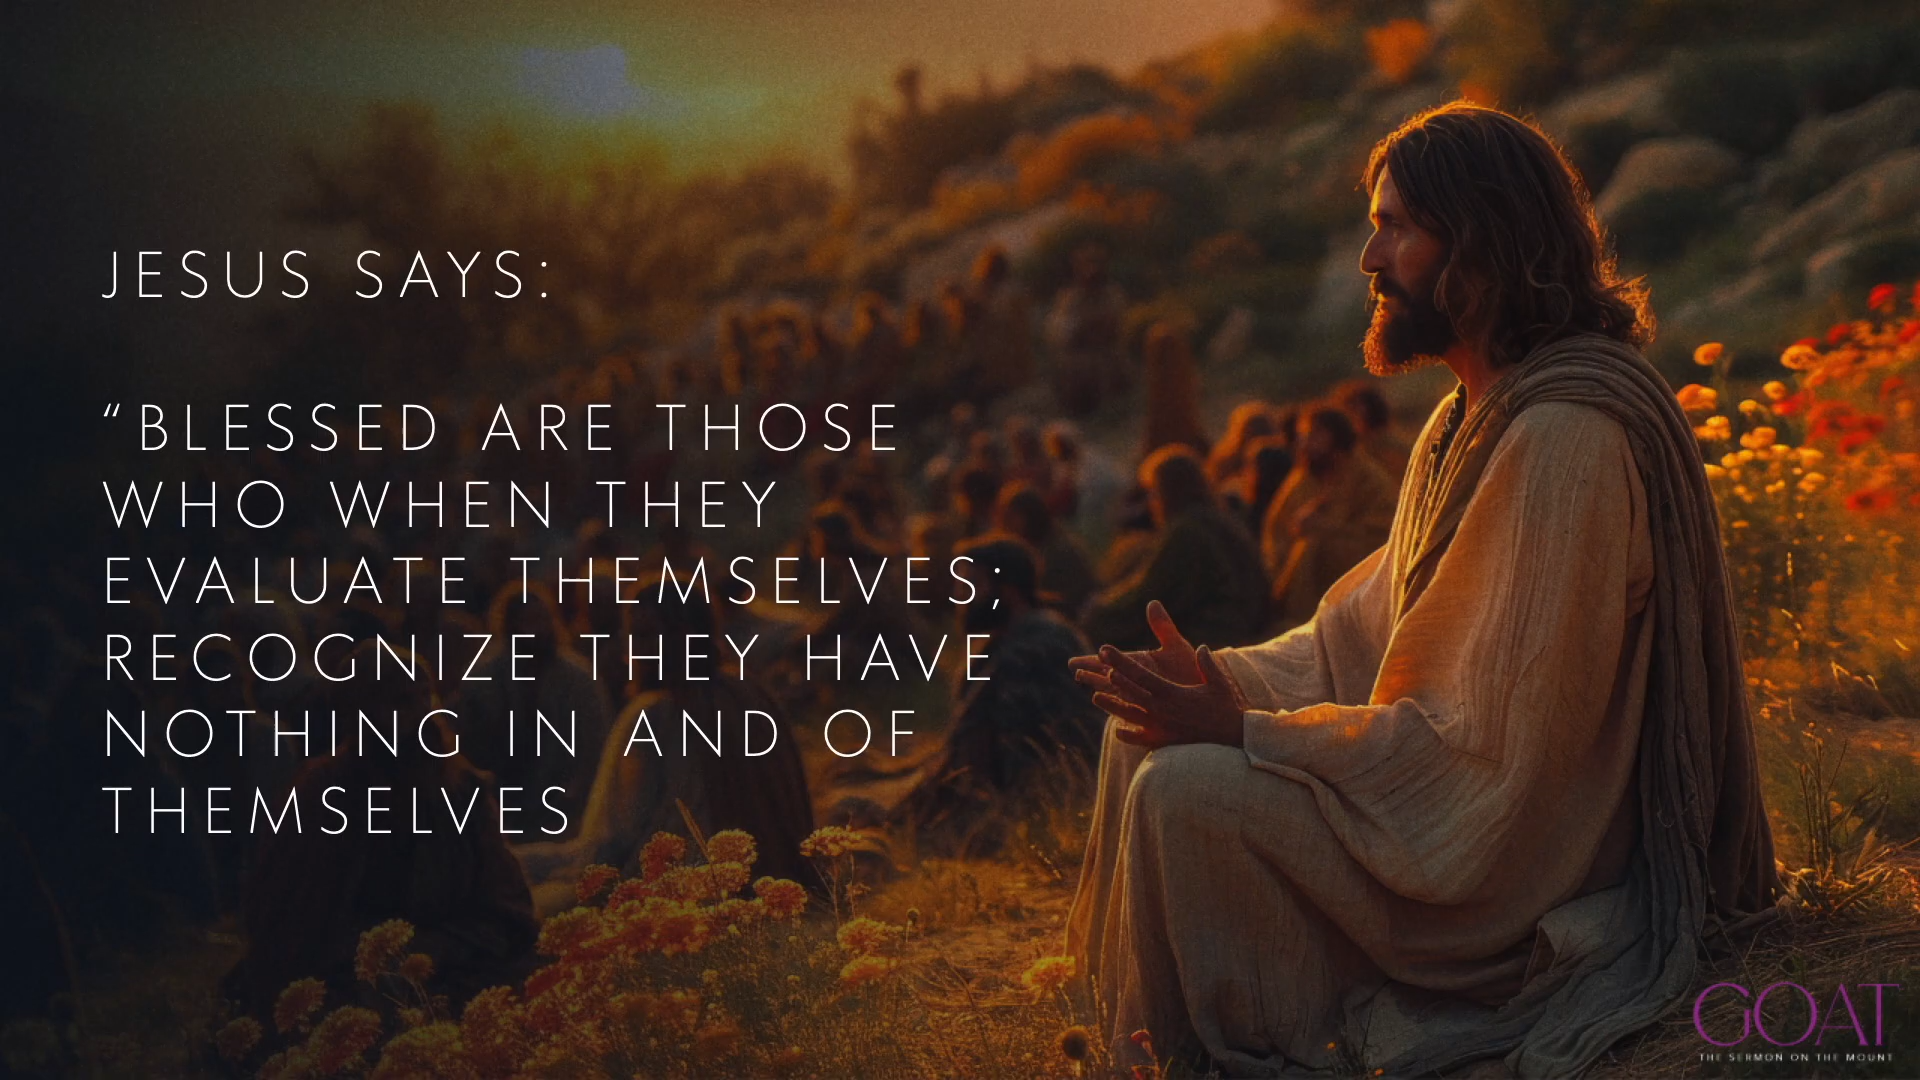 JESUS SAYS:
“BLESSED ARE THOSE
WHO WHEN THEY
EVALUATE THEMSELVES;
RECOGNIZE THEY HAVE
NOTHING IN AND OF
THEMSELVES
GOAT
THE SERMON ON THE MOUNT